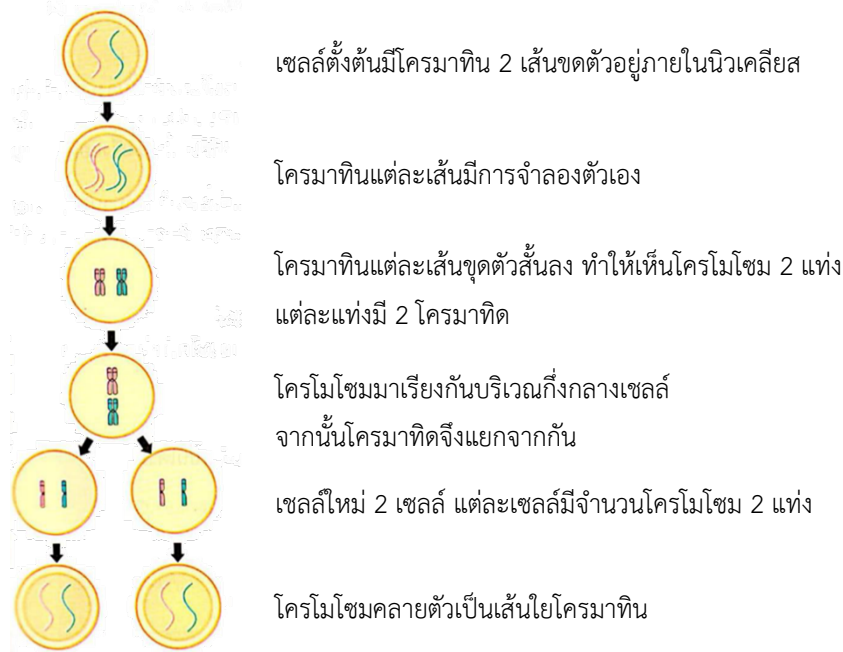 เซลล์ตั้งต้นมีโครมาทิน 2 เส้นขดตัวอยู่ภายในนิวเคลียส
โครมาทินแต่ละเส้นมีการจำลองตัวเอง
โครมาทินแต่ละเส้นขุดตัวสั้นลง ทำให้เห็นโครโมโซม 2 แท่ง
แต่ละแท่งมี 2 โครมาทิด
โครโมโซมมาเรียงกันบริเวณกึ่งกลางเชลล์
จากนั้นโครมาทิดจึงแยกจากกัน
เชลล์ใหม่ 2 เซลล์ แต่ละเซลล์มีจำนวนโครโมโซม 2 แท่ง
โครโมโซมคลายตัวเป็นเส้นใยโครมาทิน